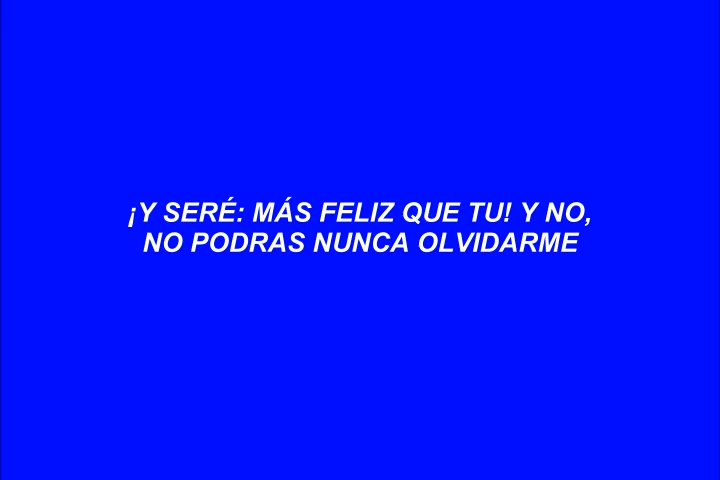 ¡Y SERÉ: MÁS FELIZ QUE TU! Y NO,
NO PODRAS NUNCA OLVIDARME